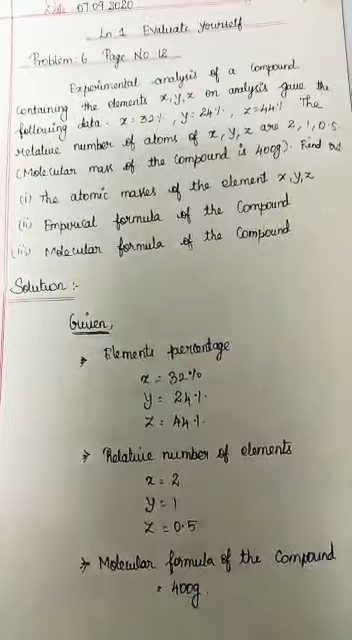 07.09.2020
Ln 1 Evaluate yourself
Problem: 6 Page No: 12
Experimental analysis of a compound
containing the elements x, y, z on analysis gave the
following data. x = 32%, y = 24%, z = 44% The
relative number of atoms of x, y, z are 2, 1, 0.5.
(Molecular mass of the compound is 400g). Find out
(i) The atomic masses of the element x, y, z
(ii) Empirical formula of the Compound
(iii) Molecular formula of the Compound
Solution :-
Given,
Elements percentage
x = 32%
y = 24%
z = 44%
Relative number of elements
x = 2
y = 1
z = 0.5
Molecular formula of the Compound
= 400g.